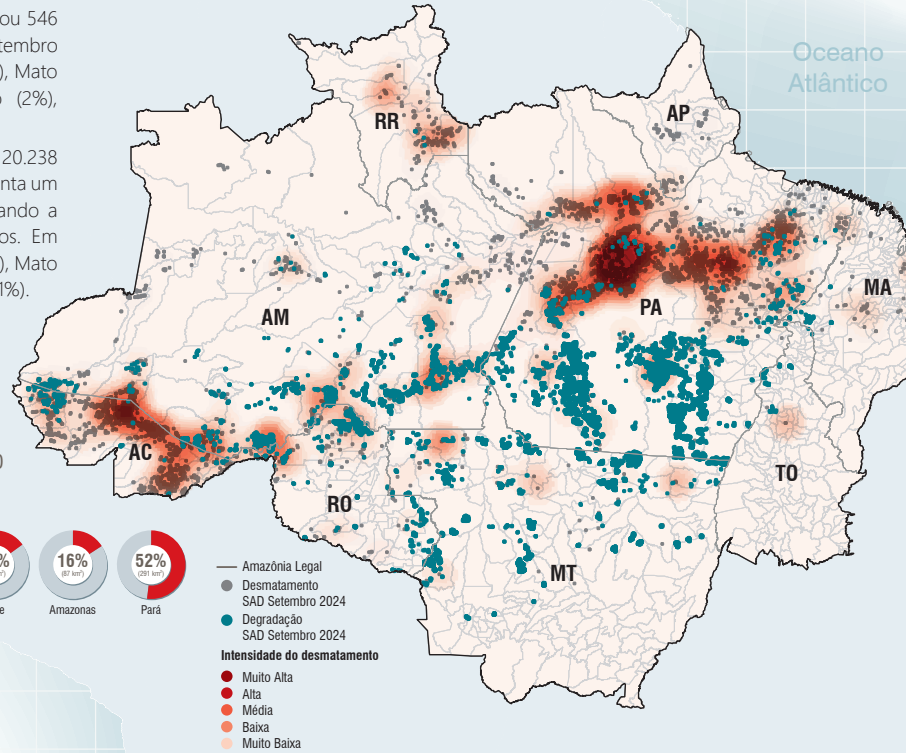 ou 546
tembro
), Mato
(2%),
20.238
nta um
ando a
os. Em
), Mato
1%).
Oceano
Atlântico
RR
AP
AM
PA
MA
AC
RO
TO
MT
16%
(87 km²)
Amazonas
52%
(291 km²)
Pará
Amazônia Legal
Desmatamento
SAD Setembro 2024
Degradação
SAD Setembro 2024
Intensidade do desmatamento
Muito Alta
Alta
Média
Baixa
Muito Baixa